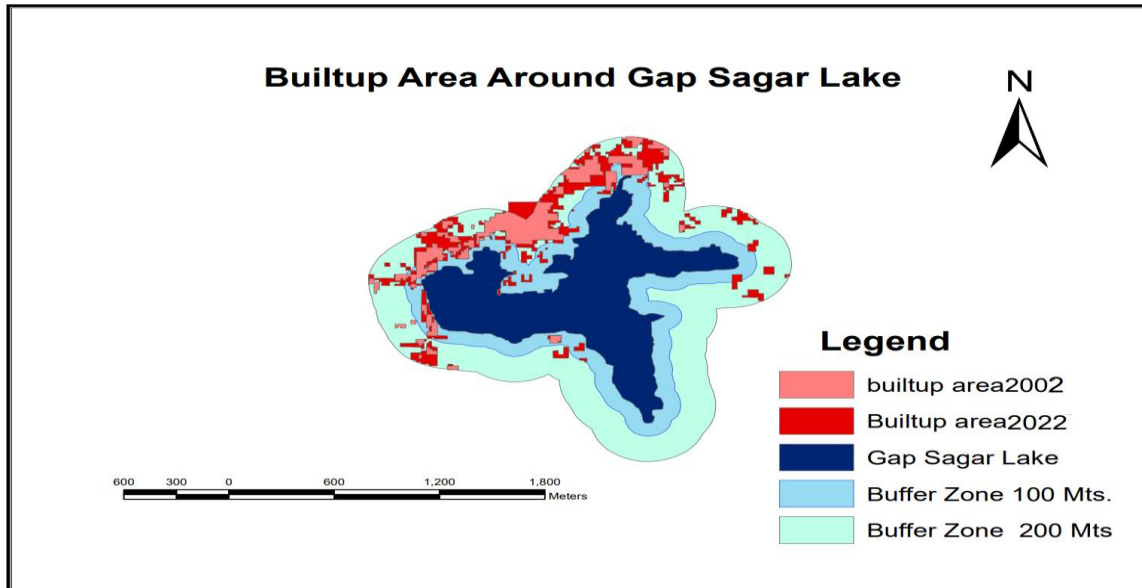 Builtup Area Around Gap Sagar Lake
N
Legend
builtup area2002
Builtup area2022
Gap Sagar Lake
Buffer Zone 100 Mts.
Buffer Zone 200 Mts
600 300 0 600 1,200 1,800
Meters